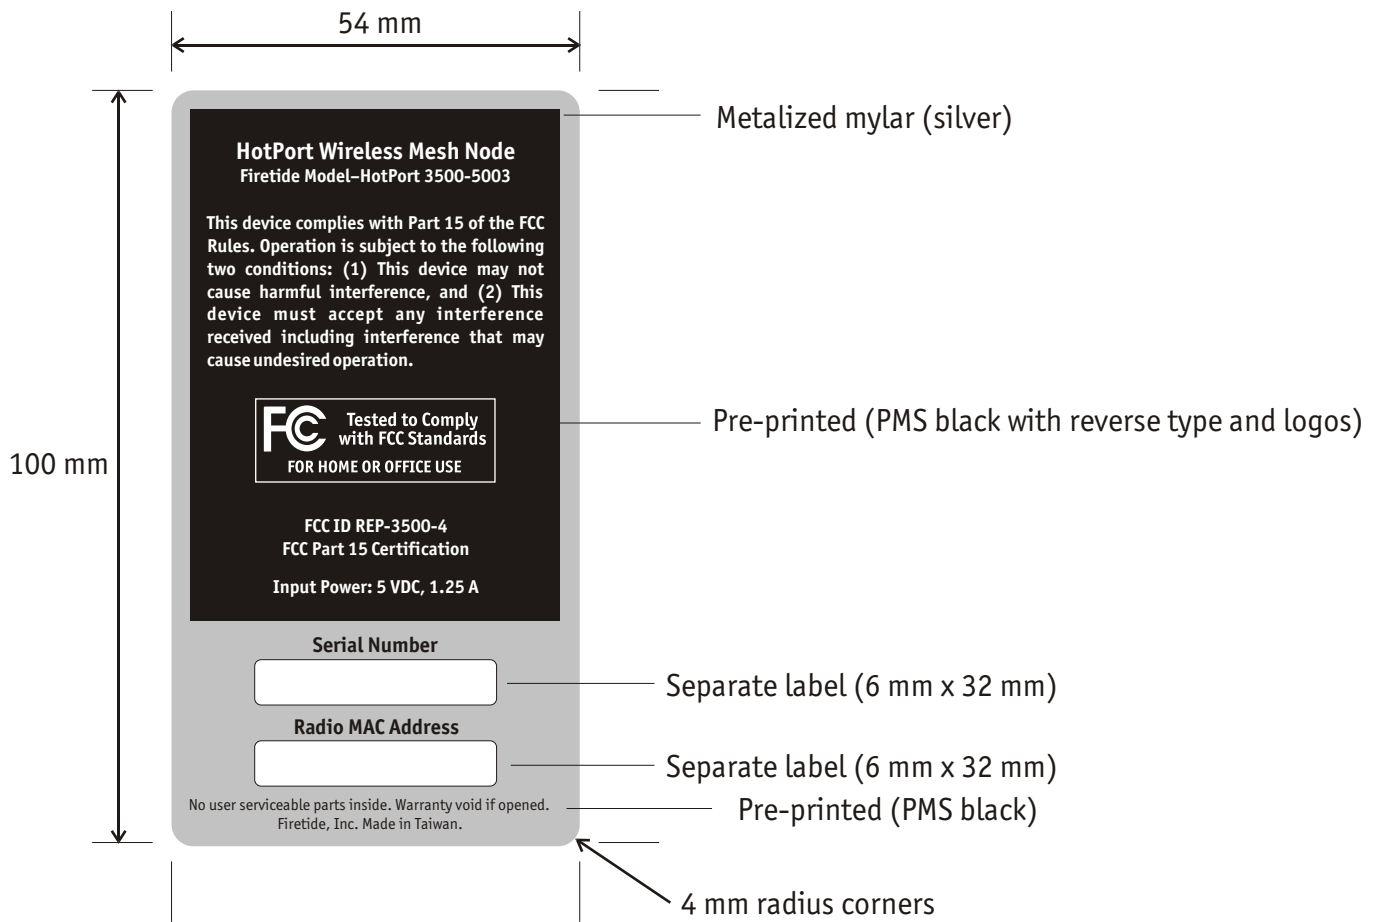 54 mm
Metalized mylar (silver)
HotPort Wireless Mesh Node
Firetide Model–HotPort 3500-5003
This device complies with Part 15 of the FCC
Rules. Operation is subject to the following
two conditions: (1) This device may not
cause harmful interference, and (2) This
device must accept any interference
received including interference that may
cause undesired operation.
FCC
Tested to Comply
with FCC Standards
FOR HOME OR OFFICE USE
Pre-printed (PMS black with reverse type and logos)
100 mm
FCC ID REP-3500-4
FCC Part 15 Certification
Input Power: 5 VDC, 1.25 A
Serial Number
Separate label (6 mm x 32 mm)
Radio MAC Address
Separate label (6 mm x 32 mm)
No user serviceable parts inside. Warranty void if opened.
Firetide, Inc. Made in Taiwan.
Pre-printed (PMS black)
4 mm radius corners